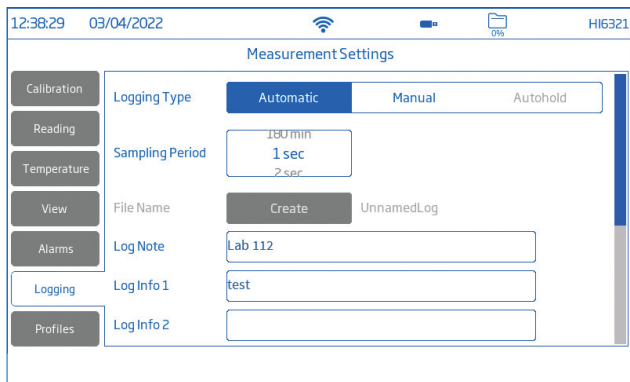 12:38:29 03/04/2022 0% HI6321
Measurement Settings
Calibration
Logging Type Automatic Manual Autohold
Reading
180 min
Sampling Period 1 sec
2 sec
Temperature
View
File Name Create UnnamedLog
Alarms
Log Note Lab 112
Logging
Log Info 1 test
Profiles
Log Info 2